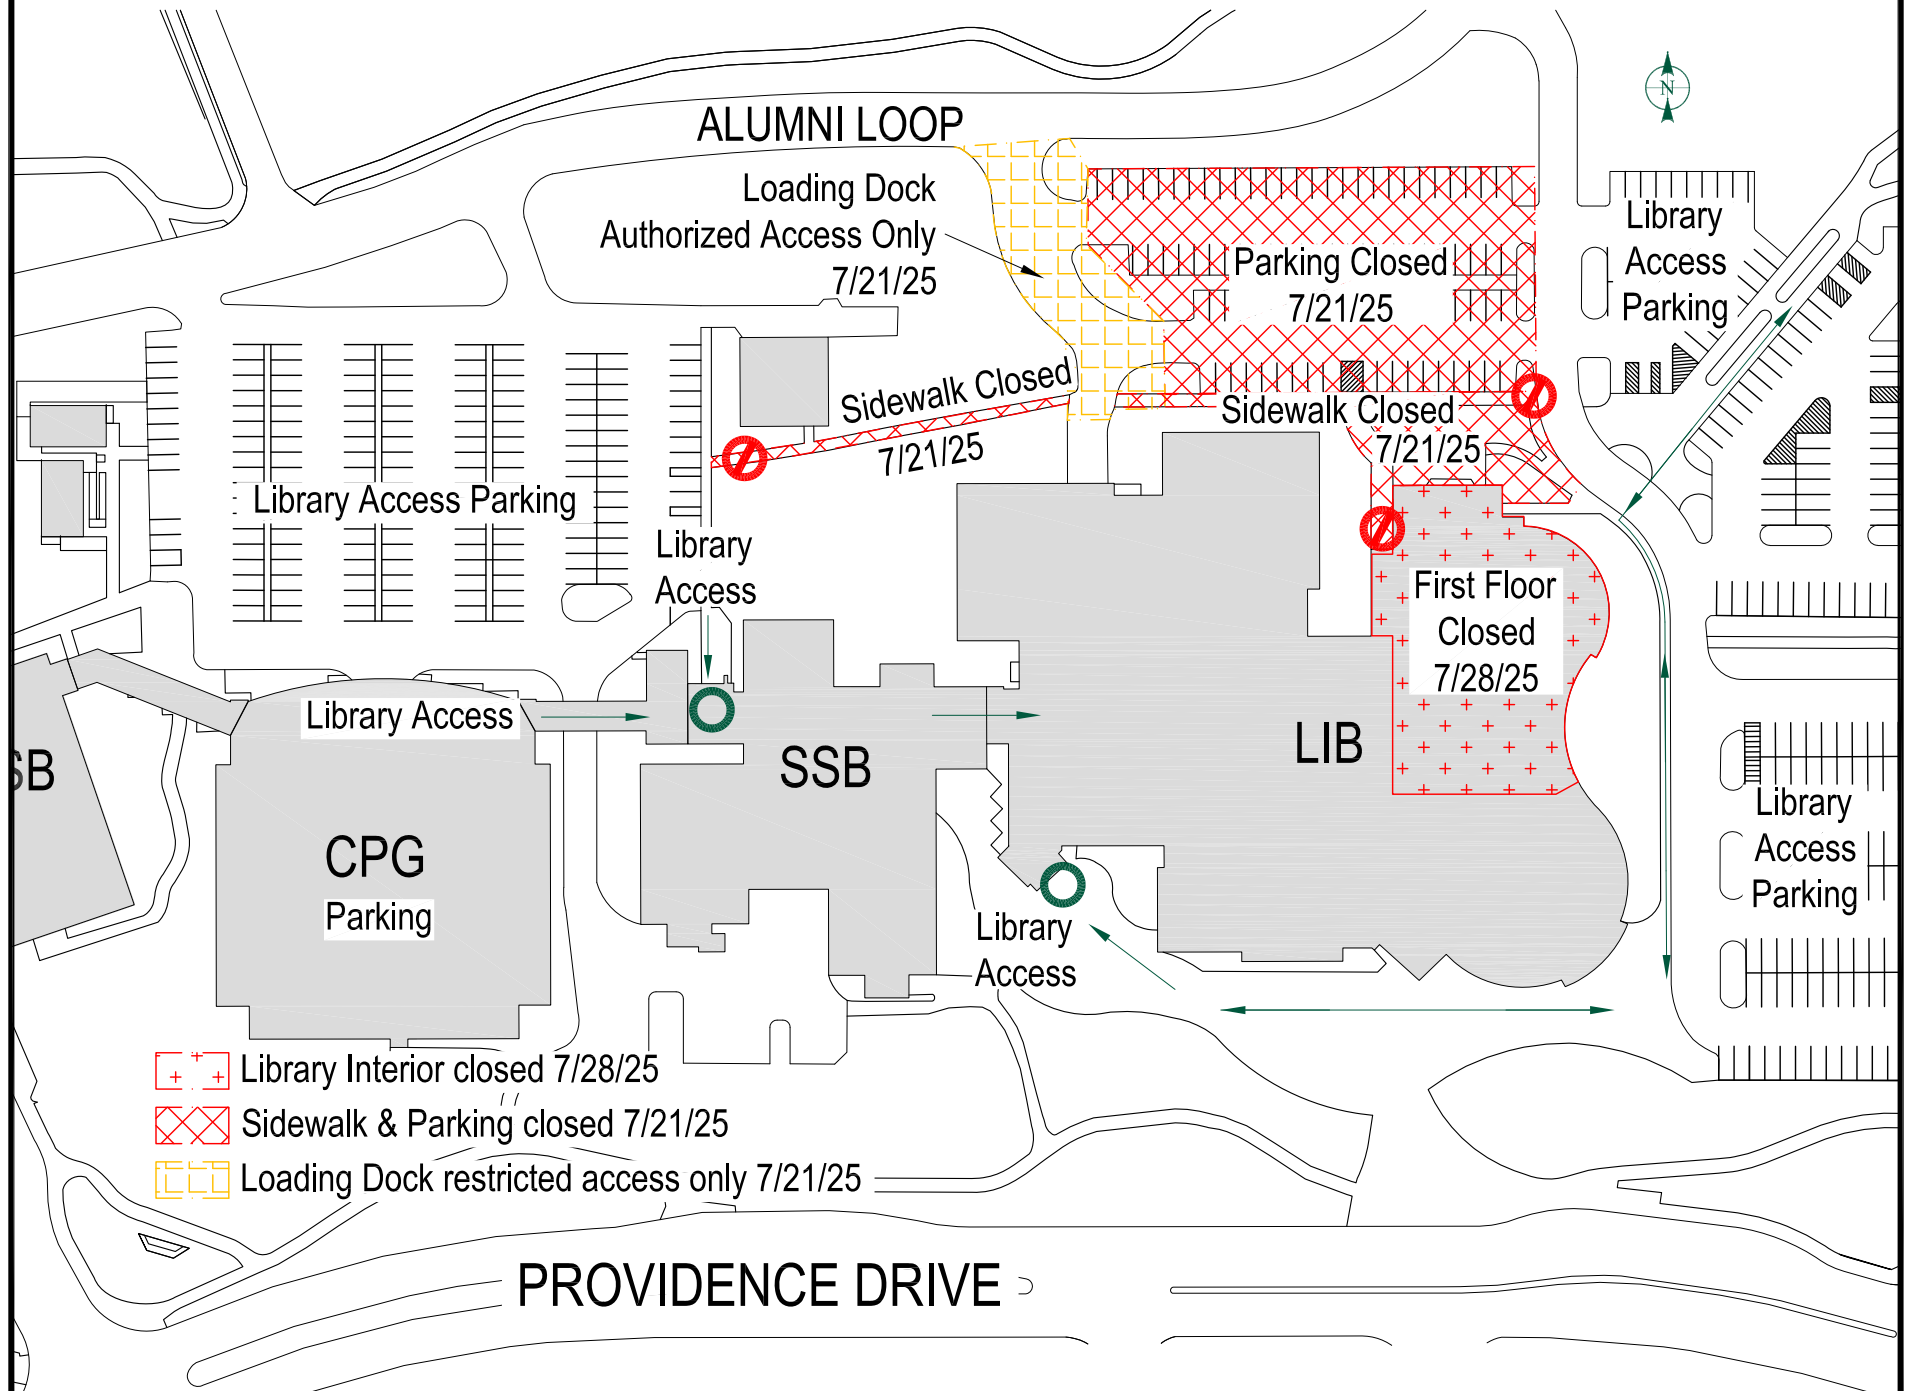 ALUMNI LOOP
N
Loading Dock
Authorized Access Only
7/21/25
Parking Closed
7/21/25
Library
Access
Parking
Sidewalk Closed
7/21/25
Sidewalk Closed
7/21/25
Library Access Parking
Library
Access
First Floor
Closed
7/28/25
Library Access
SB
SSB
LIB
CPG
Parking
Library
Access
Parking
Library
Access
Library Interior closed 7/28/25
Sidewalk & Parking closed 7/21/25
Loading Dock restricted access only 7/21/25
PROVIDENCE DRIVE